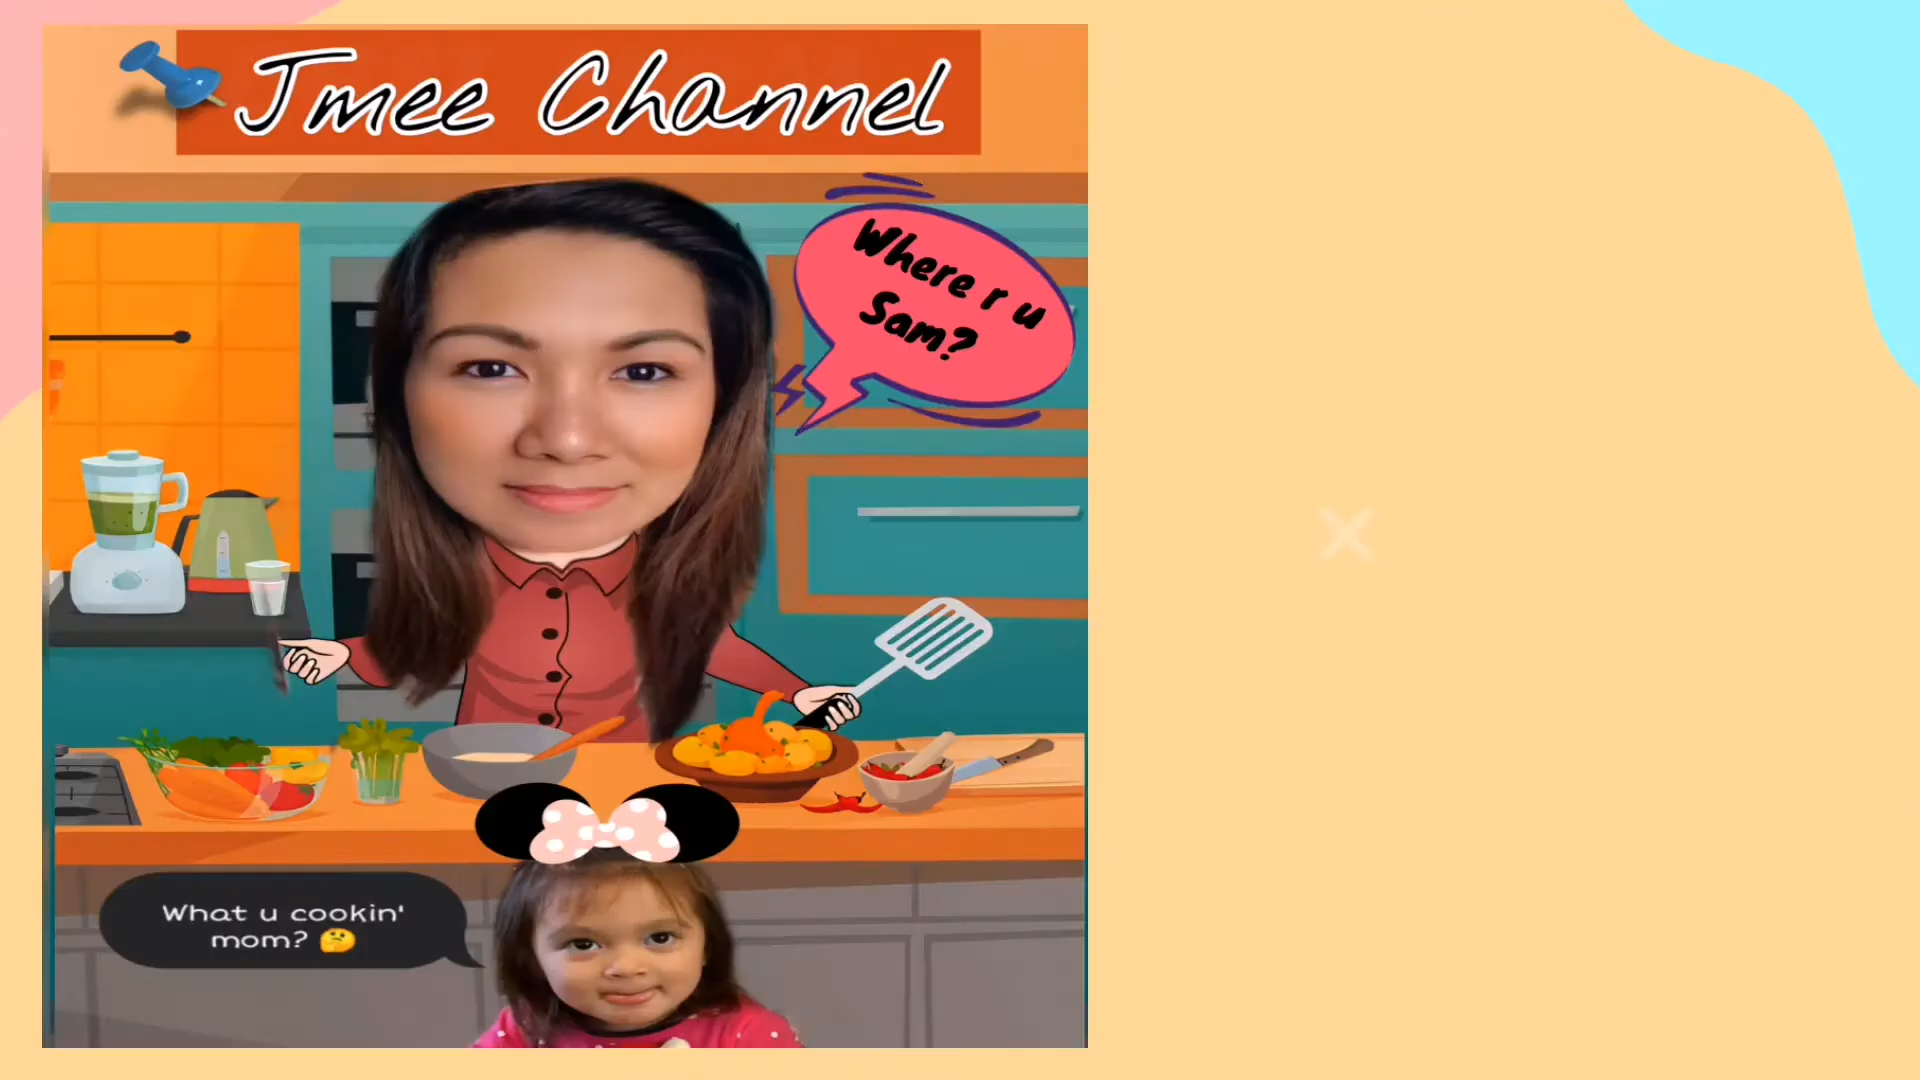 Jmee Channel
Where r u
Sam?
What u cookin'
mom? 🤔